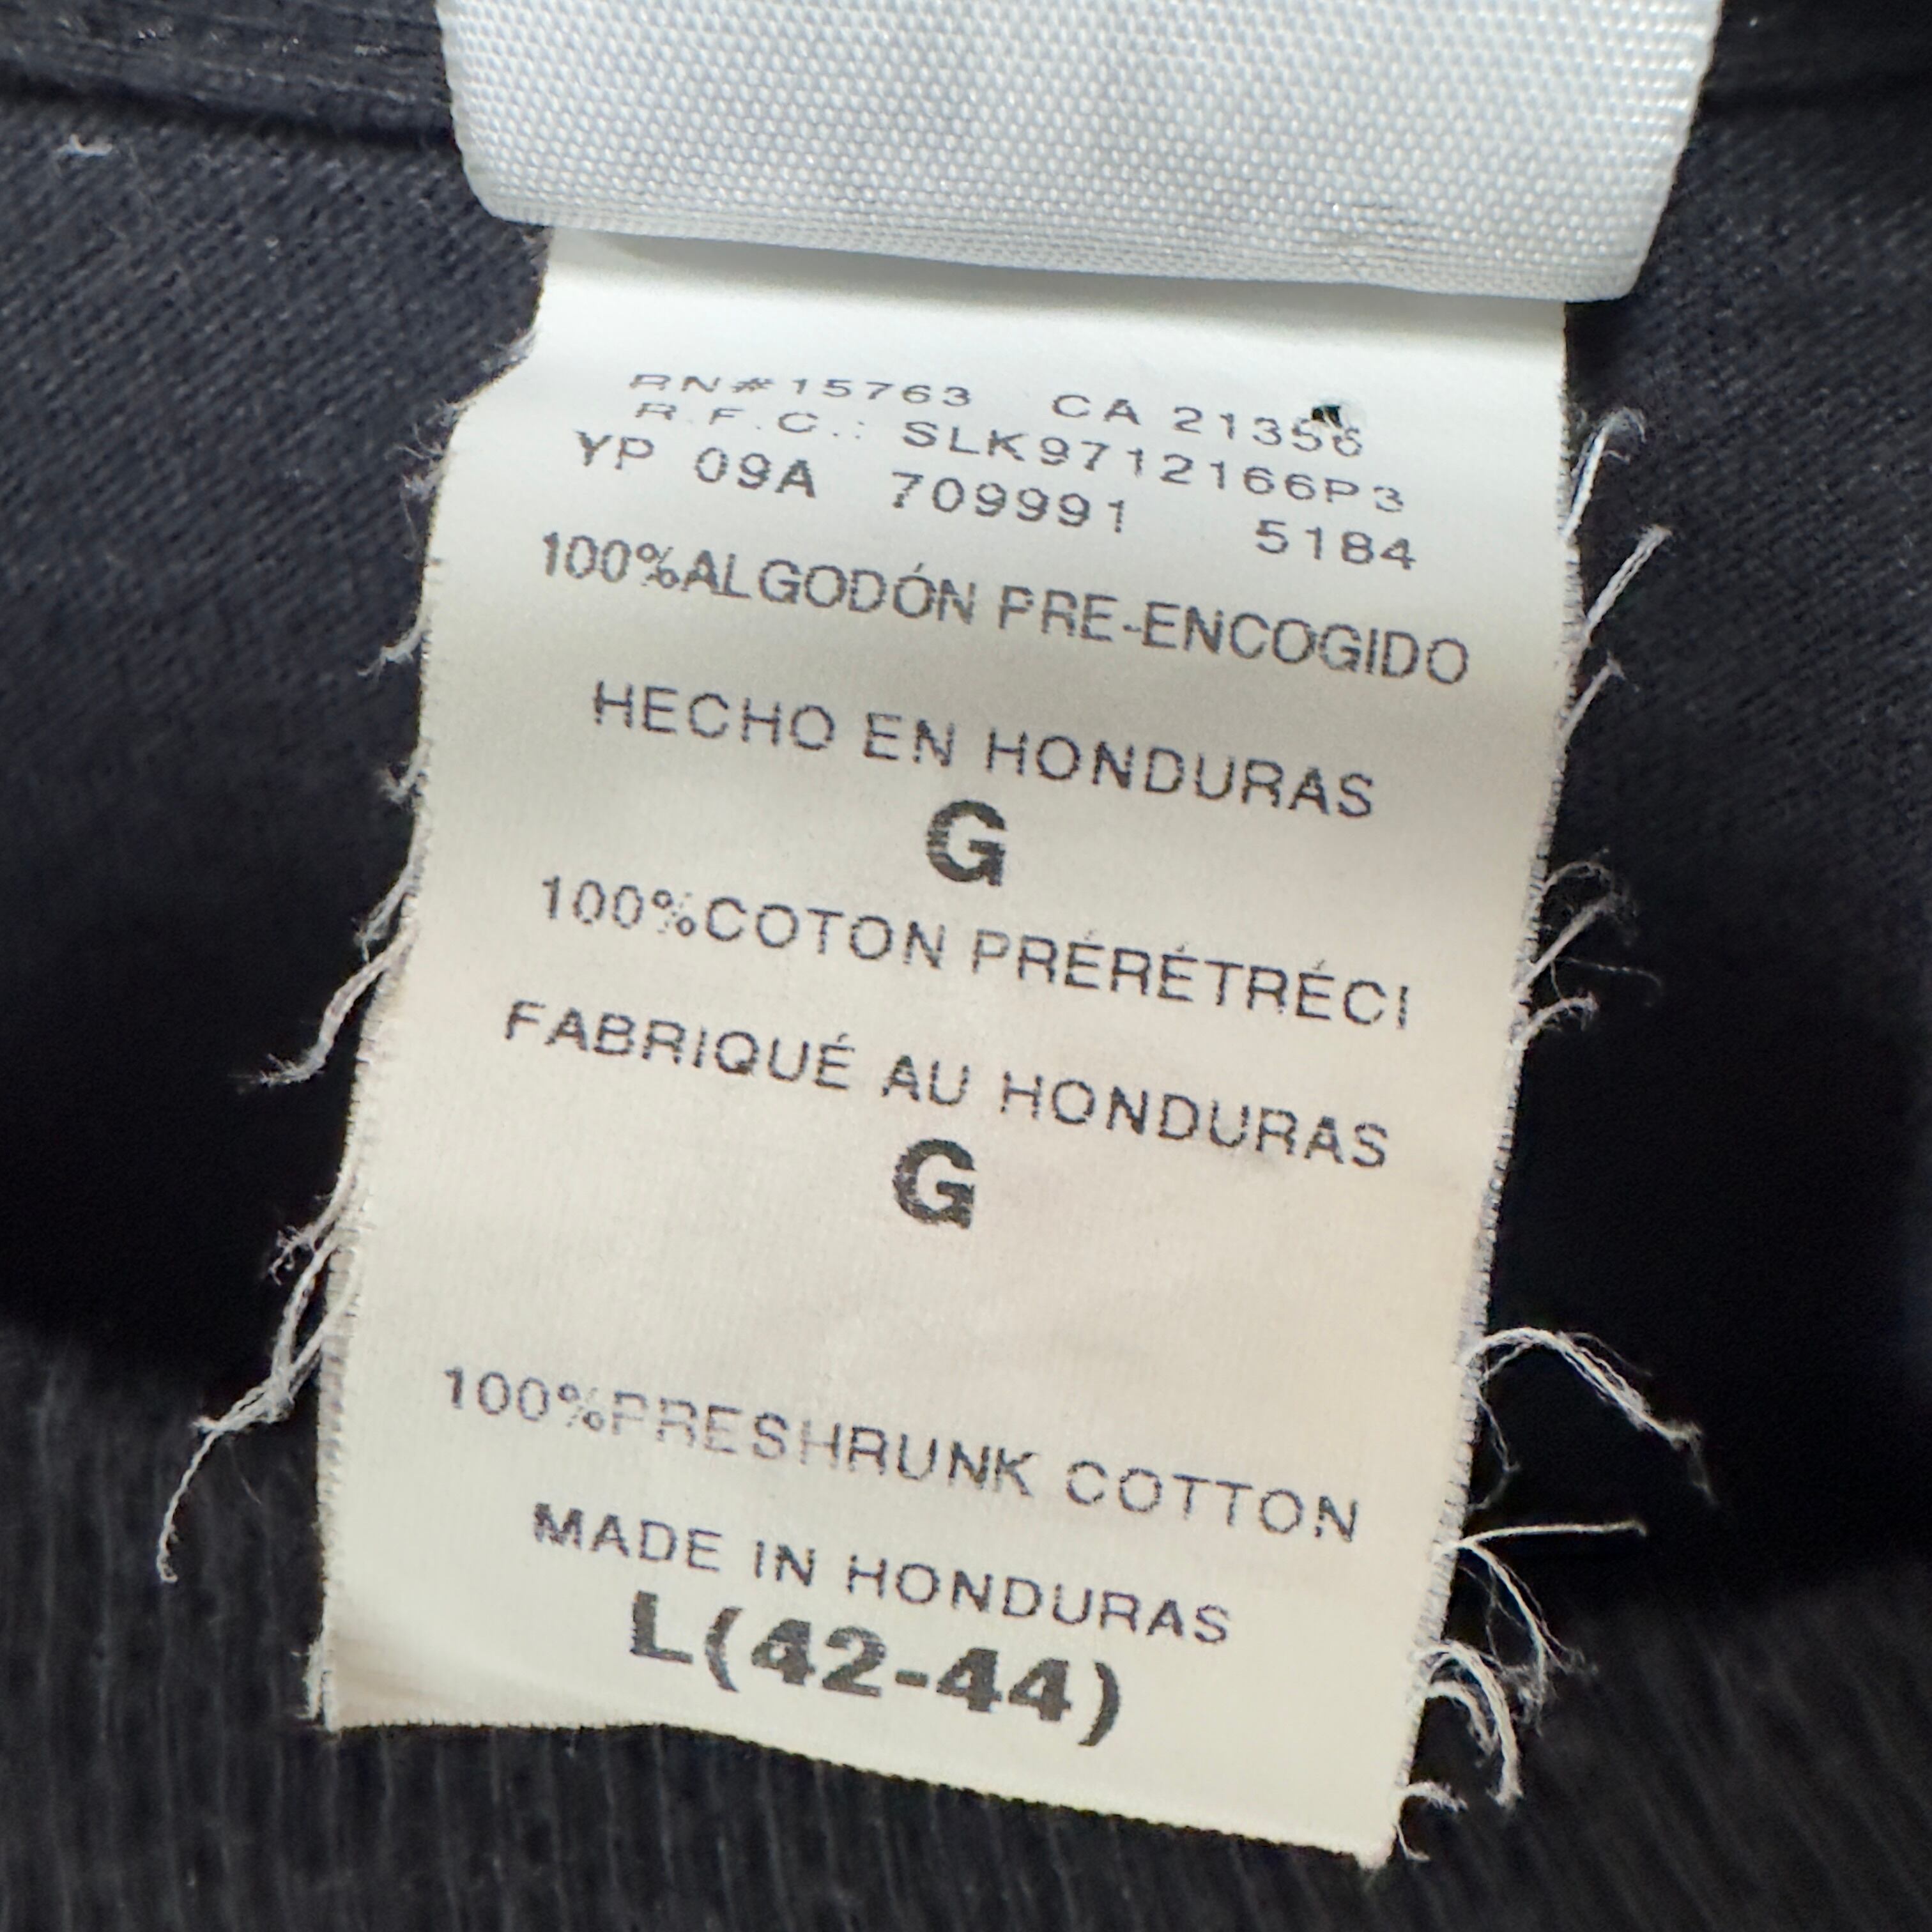 RN#15763 CA 21356
R.F.C.: SLK9712166P3
YP 09A 709991 5184
100%ALGODÓN PRE-ENCOGIDO
HECHO EN HONDURAS
G
100%COTON PRÉRÉTRÉCI
FABRIQUÉ AU HONDURAS
G
100%PRESHRUNK COTTON
MADE IN HONDURAS
L(42-44)